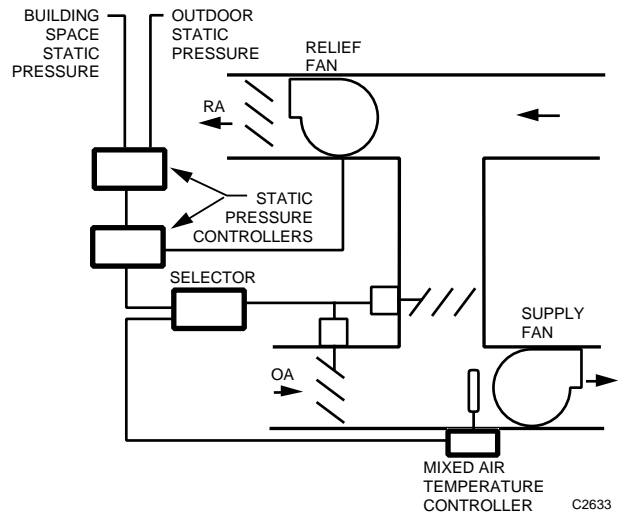 BUILDING
SPACE
STATIC
PRESSURE
OUTDOOR
STATIC
PRESSURE
RELIEF
FAN
RA
STATIC
PRESSURE
CONTROLLERS
SELECTOR
SUPPLY
FAN
OA
MIXED AIR
TEMPERATURE
CONTROLLER
C2633